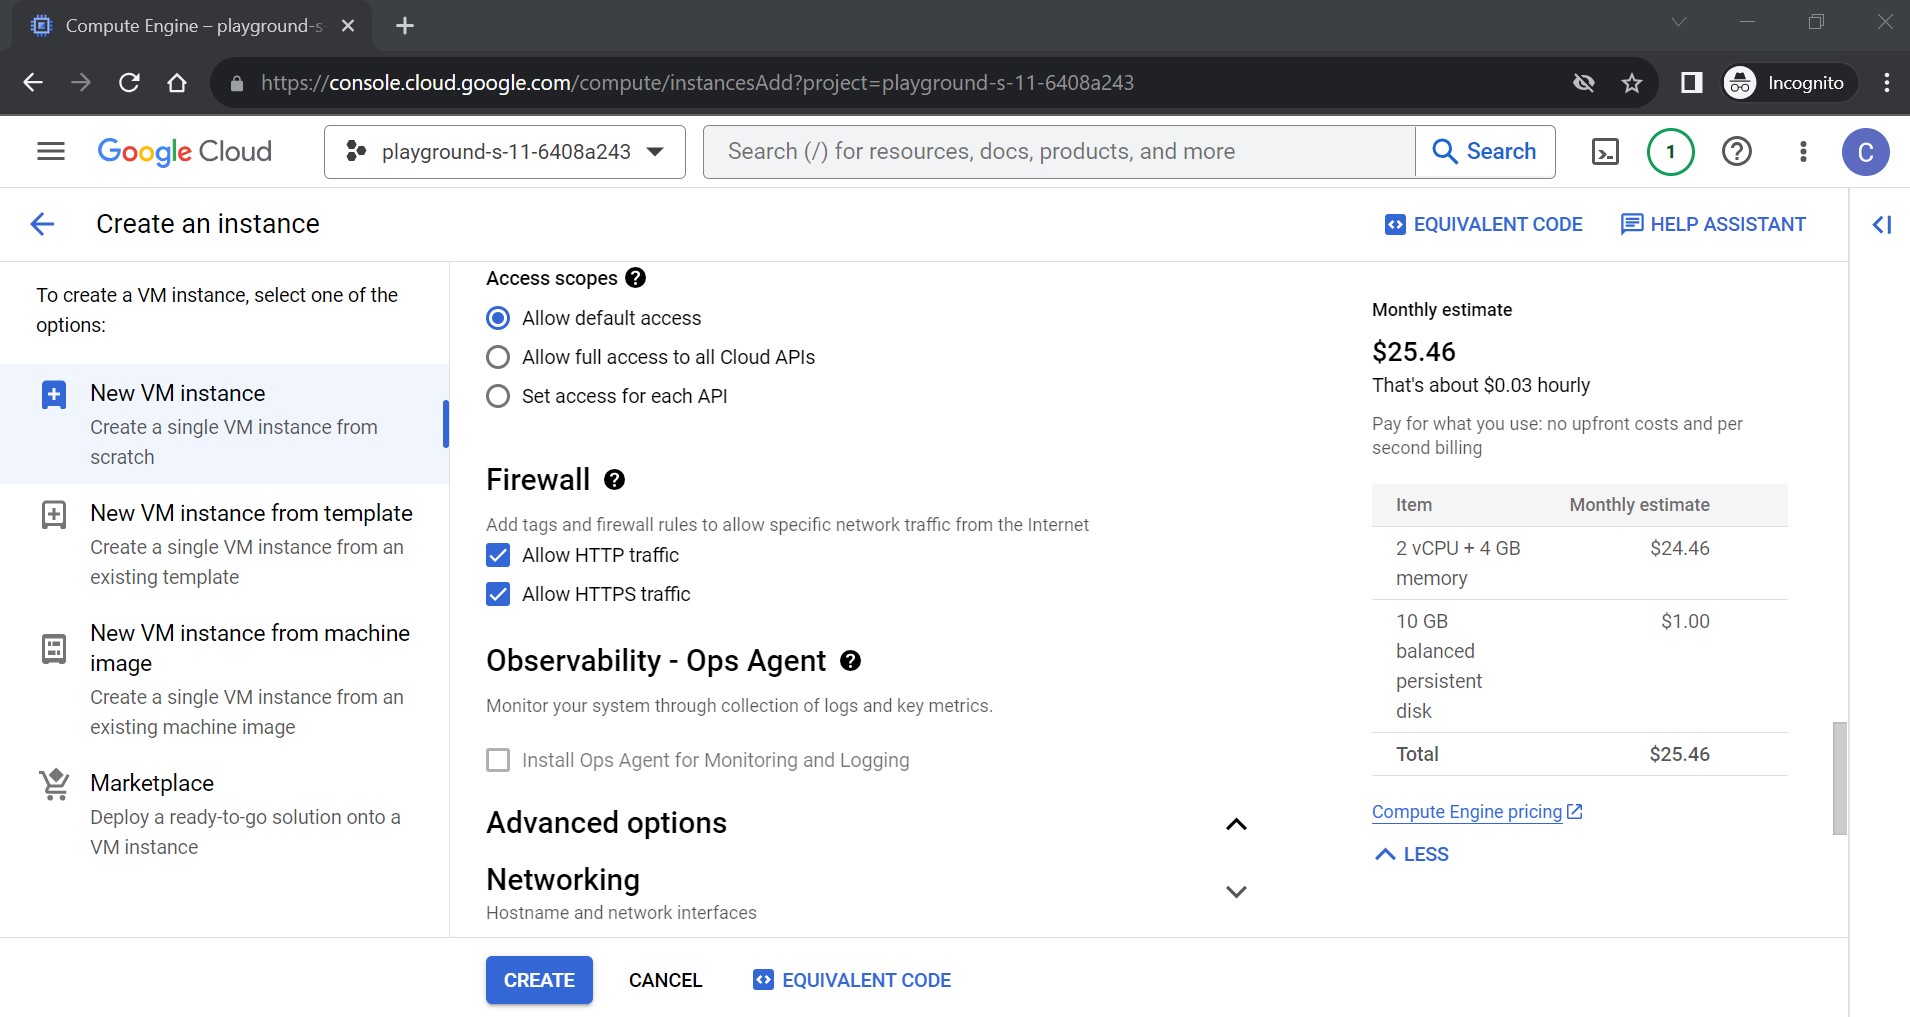 Compute Engine – playground-s-
https://console.cloud.google.com/compute/instancesAdd?project=playground-s-11-6408a243
Incognito
Google Cloud
playground-s-11-6408a243
Search (/) for resources, docs, products, and more
Search
1
C
Create an instance
EQUIVALENT CODE
HELP ASSISTANT
To create a VM instance, select one of the
options:
New VM instance
Create a single VM instance from
scratch
New VM instance from template
Create a single VM instance from an
existing template
New VM instance from machine
image
Create a single VM instance from an
existing machine image
Marketplace
Deploy a ready-to-go solution onto a
VM instance
Access scopes
Allow default access
Allow full access to all Cloud APIs
Set access for each API
Firewall
Add tags and firewall rules to allow specific network traffic from the Internet
Allow HTTP traffic
Allow HTTPS traffic
Observability - Ops Agent
Monitor your system through collection of logs and key metrics.
Install Ops Agent for Monitoring and Logging
Advanced options
Networking
Hostname and network interfaces
CREATE
CANCEL
EQUIVALENT CODE
Monthly estimate
$25.46
That's about $0.03 hourly
Pay for what you use: no upfront costs and per
second billing
Item Monthly estimate
2 vCPU + 4 GB $24.46
memory
10 GB $1.00
balanced
persistent
disk
Total $25.46
Compute Engine pricing
LESS